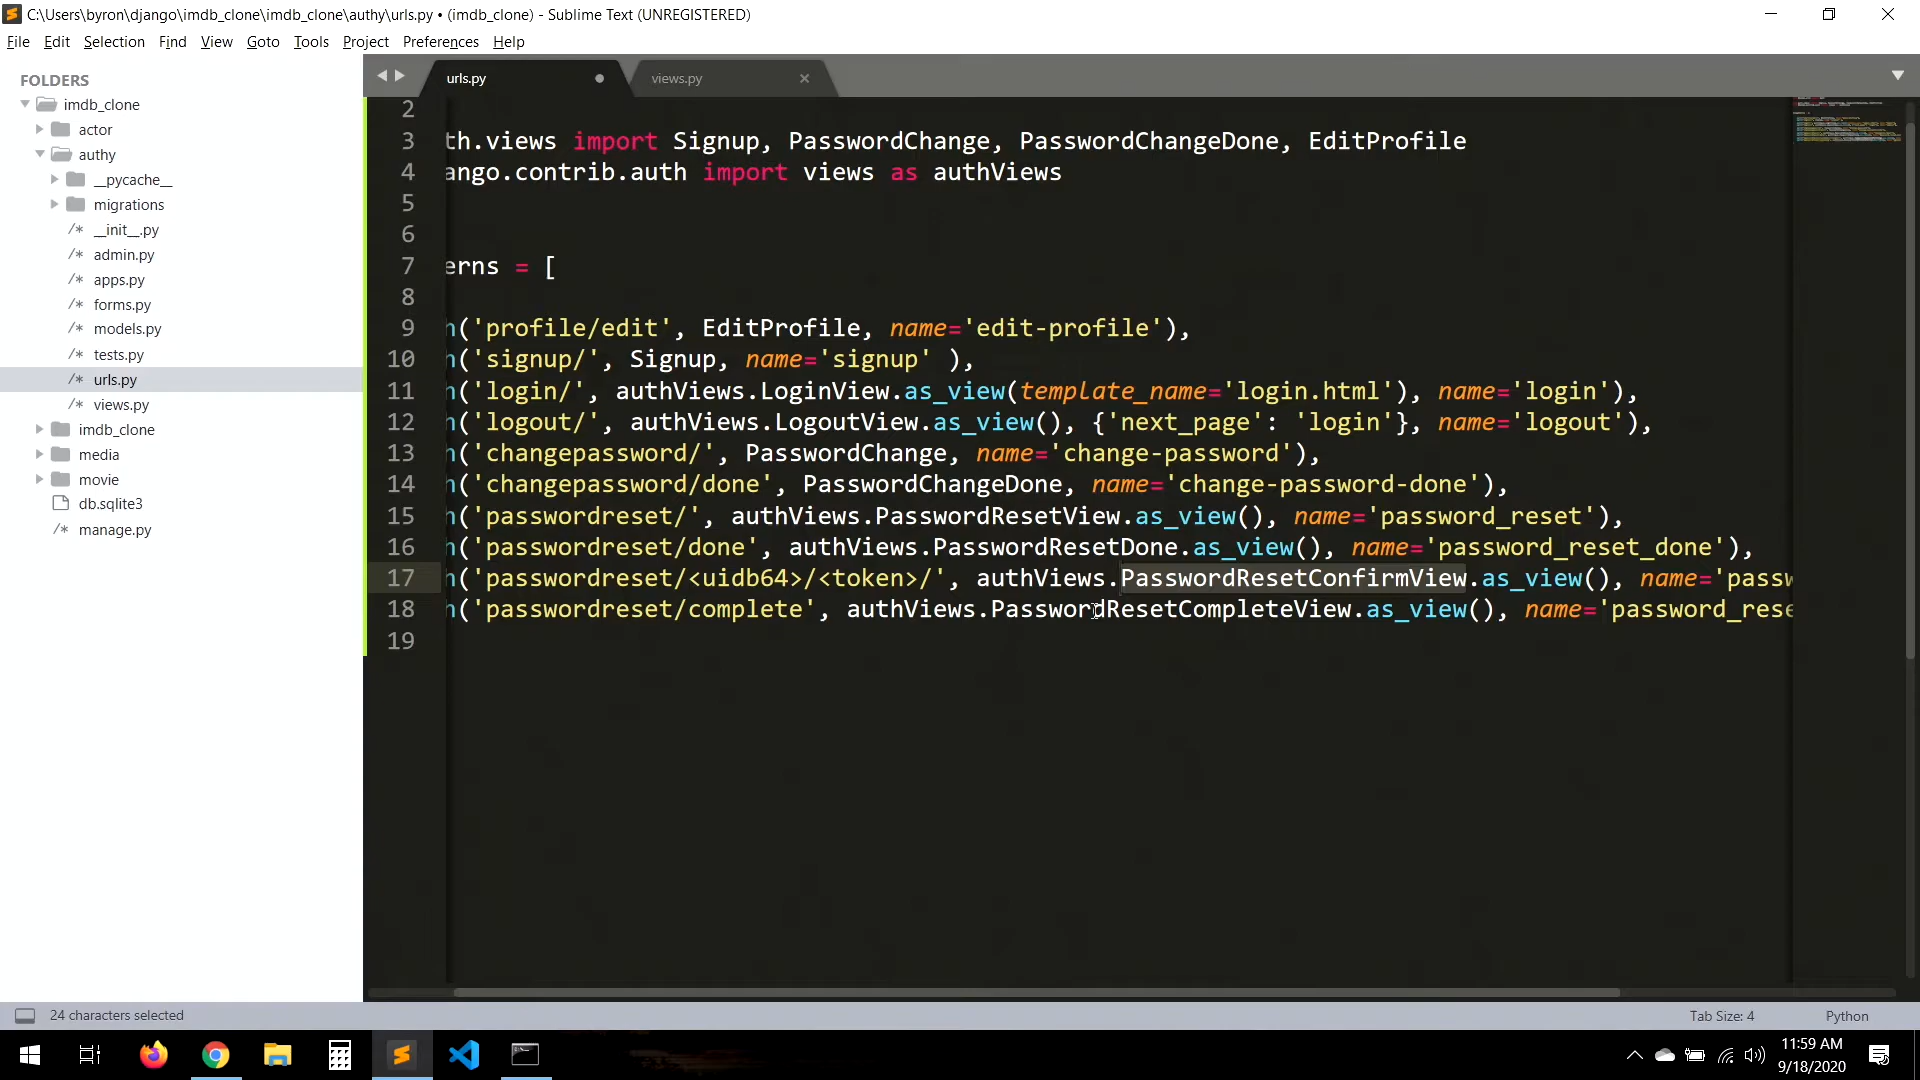 C:\Users\byron\django\imdb_clone\imdb_clone\authy\urls.py • (imdb_clone) - Sublime Text (UNREGISTERED)
File Edit Selection Find View Goto Tools Project Preferences Help
FOLDERS
imdb_clone
actor
authy
__pycache__
migrations
/* __init__.py
/* admin.py
/* apps.py
/* forms.py
/* models.py
/* tests.py
/* urls.py
/* views.py
imdb_clone
media
movie
db.sqlite3
/* manage.py
urls.py
views.py
2
3 th.views import Signup, PasswordChange, PasswordChangeDone, EditProfile
4 ango.contrib.auth import views as authViews
5
6
7 erns = [
8
9 h('profile/edit', EditProfile, name='edit-profile'),
10 h('signup/', Signup, name='signup' ),
11 h('login/', authViews.LoginView.as_view(template_name='login.html'), name='login'),
12 h('logout/', authViews.LogoutView.as_view(), {'next_page': 'login'}, name='logout'),
13 h('changepassword/', PasswordChange, name='change-password'),
14 h('changepassword/done', PasswordChangeDone, name='change-password-done'),
15 h('passwordreset/', authViews.PasswordResetView.as_view(), name='password_reset'),
16 h('passwordreset/done', authViews.PasswordResetDone.as_view(), name='password_reset_done'),
17 h('passwordreset/<uidb64>/<token>/', authViews.PasswordResetConfirmView.as_view(), name='passw
18 h('passwordreset/complete', authViews.PasswordResetCompleteView.as_view(), name='password_rese
19
24 characters selected
Tab Size: 4
Python
11:59 AM
9/18/2020